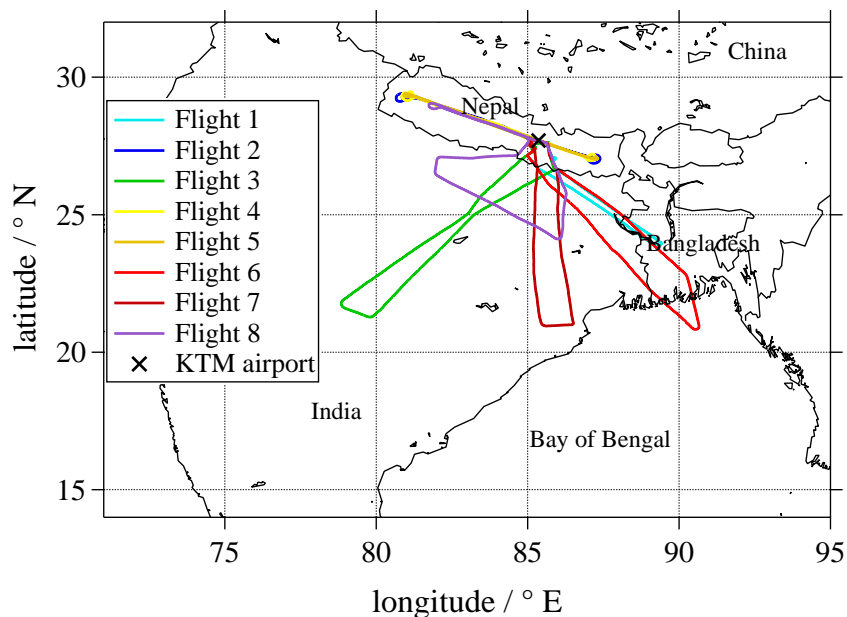 China
30
Nepal
Flight 1
Flight 2
Flight 3
Flight 4
Flight 5
Flight 6
Flight 7
Flight 8
KTM airport
25
Bangladesh
latitude / ° N
20
India
Bay of Bengal
15
75
80
85
90
95
longitude / ° E